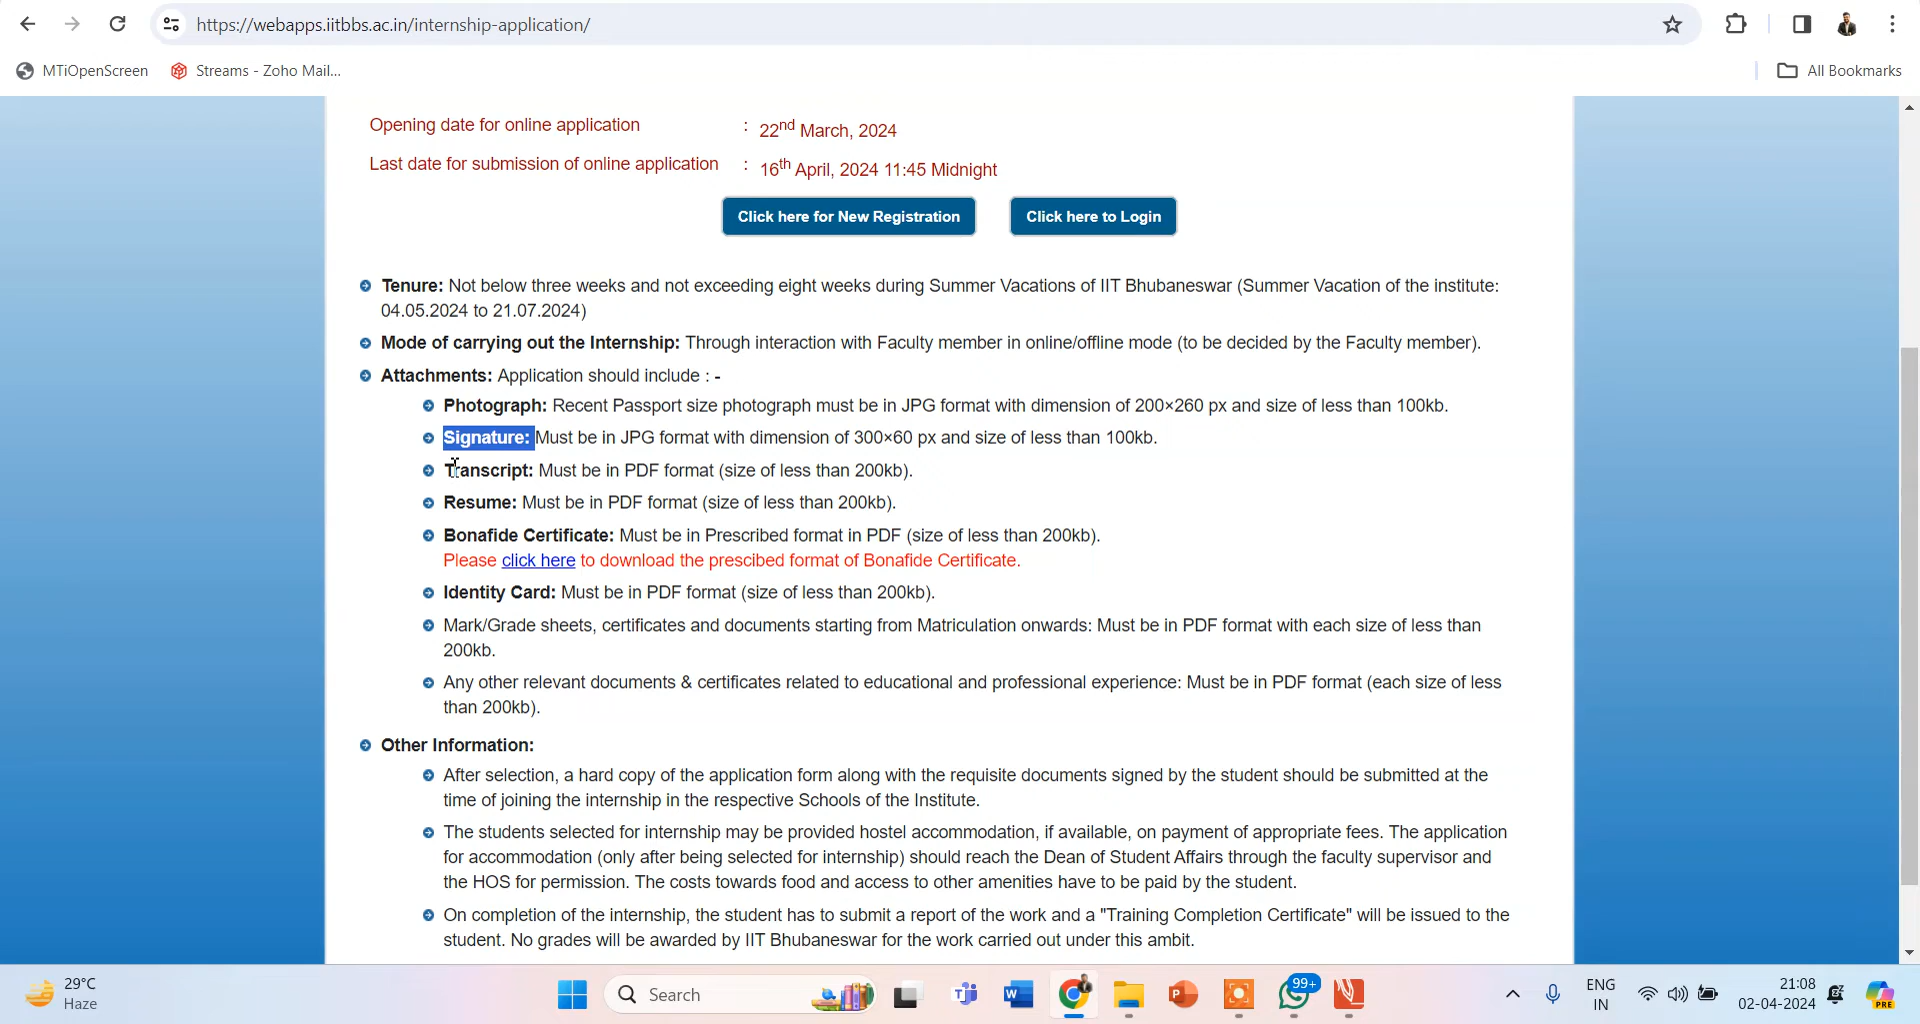 https://webapps.iitbbs.ac.in/internship-application/
MTiOpenScreen
Streams - Zoho Mail...
All Bookmarks
Opening date for online application : 22nd March, 2024
Last date for submission of online application : 16th April, 2024 11:45 Midnight
Click here for New Registration
Click here to Login
Tenure: Not below three weeks and not exceeding eight weeks during Summer Vacations of IIT Bhubaneswar (Summer Vacation of the institute:
04.05.2024 to 21.07.2024)
Mode of carrying out the Internship: Through interaction with Faculty member in online/offline mode (to be decided by the Faculty member).
Attachments: Application should include : -
Photograph: Recent Passport size photograph must be in JPG format with dimension of 200×260 px and size of less than 100kb.
Signature: Must be in JPG format with dimension of 300×60 px and size of less than 100kb.
Transcript: Must be in PDF format (size of less than 200kb).
Resume: Must be in PDF format (size of less than 200kb).
Bonafide Certificate: Must be in Prescribed format in PDF (size of less than 200kb).
Please click here to download the prescibed format of Bonafide Certificate.
Identity Card: Must be in PDF format (size of less than 200kb).
Mark/Grade sheets, certificates and documents starting from Matriculation onwards: Must be in PDF format with each size of less than
200kb.
Any other relevant documents & certificates related to educational and professional experience: Must be in PDF format (each size of less
than 200kb).
Other Information:
After selection, a hard copy of the application form along with the requisite documents signed by the student should be submitted at the
time of joining the internship in the respective Schools of the Institute.
The students selected for internship may be provided hostel accommodation, if available, on payment of appropriate fees. The application
for accommodation (only after being selected for internship) should reach the Dean of Student Affairs through the faculty supervisor and
the HOS for permission. The costs towards food and access to other amenities have to be paid by the student.
On completion of the internship, the student has to submit a report of the work and a "Training Completion Certificate" will be issued to the
student. No grades will be awarded by IIT Bhubaneswar for the work carried out under this ambit.
29°C
Haze
Search
99+
ENG
IN
21:08
02-04-2024
PRE